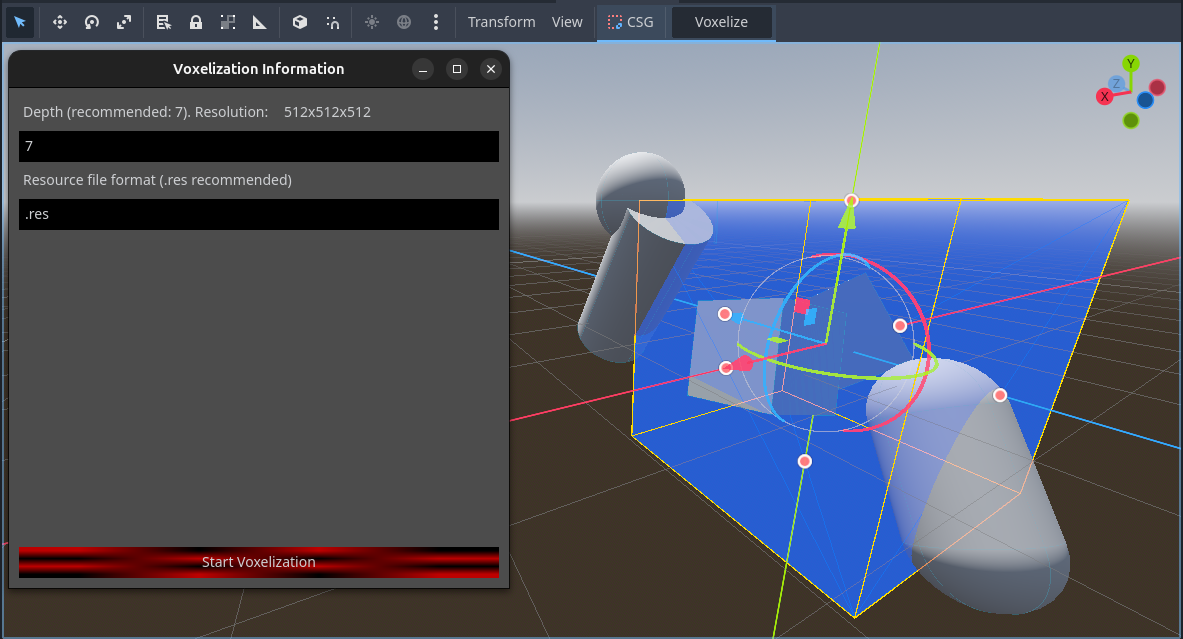 Transform View CSG Voxelize
Voxelization Information
Depth (recommended: 7). Resolution: 512x512x512
7
Resource file format (.res recommended)
.res
Start Voxelization
Y
Z
X